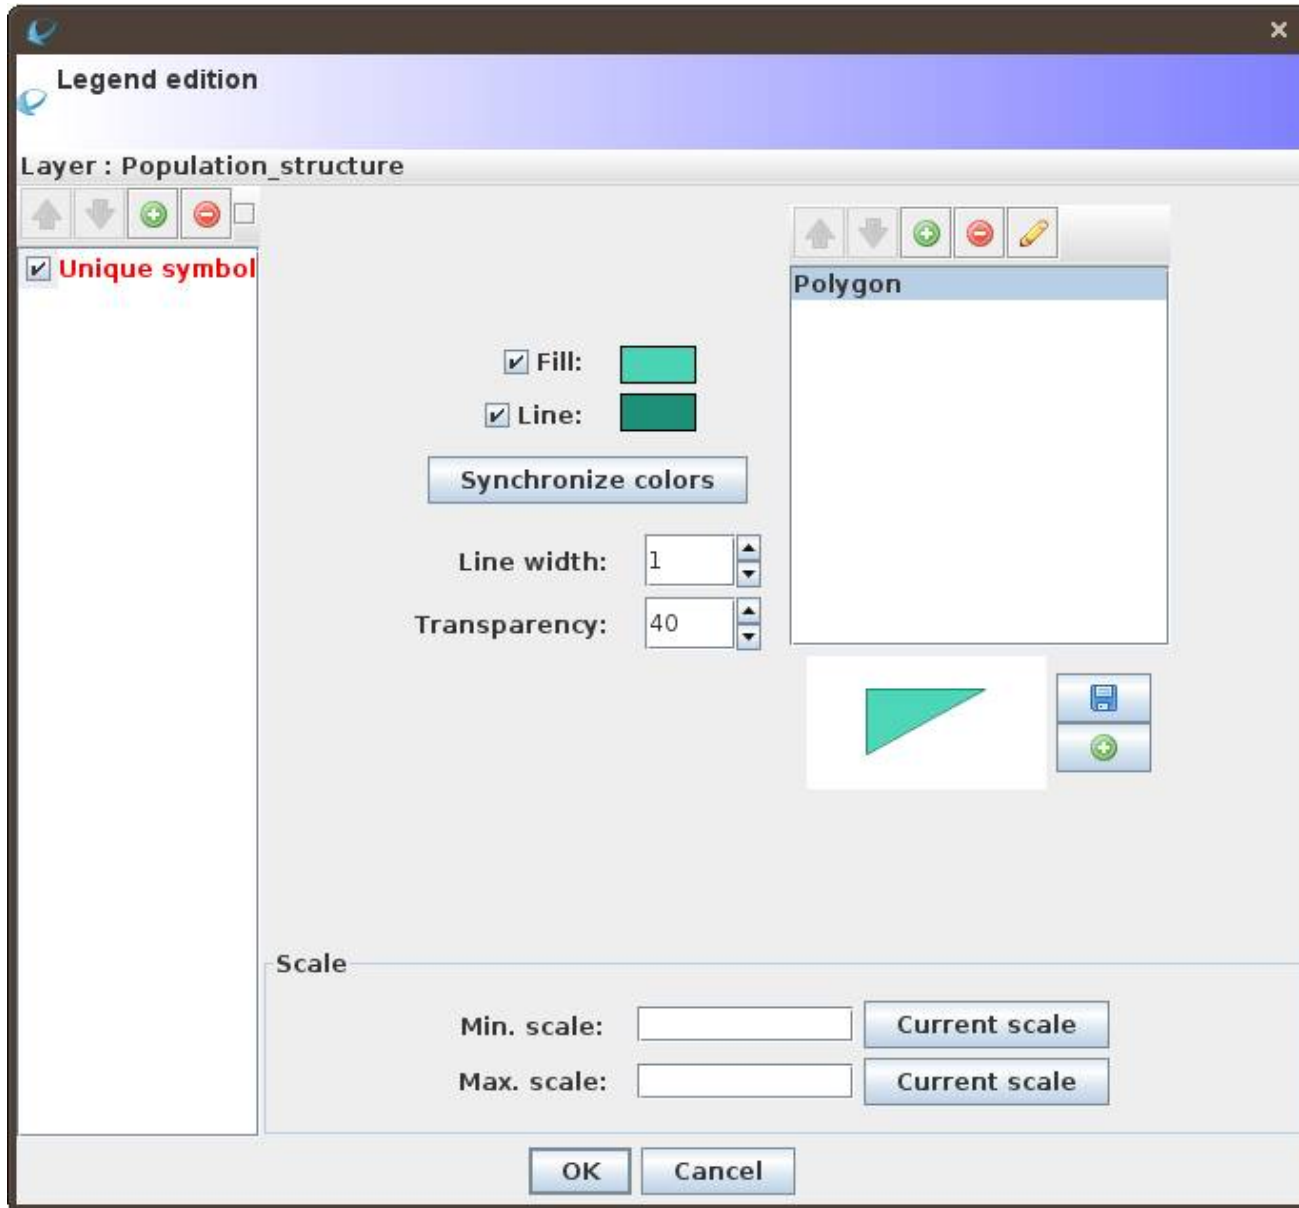 Legend edition
Layer : Population_structure
Unique symbol
Polygon
Fill:
Line:
Synchronize colors
Line width: 1
Transparency: 40
Scale
Min. scale: Current scale
Max. scale: Current scale
OK Cancel